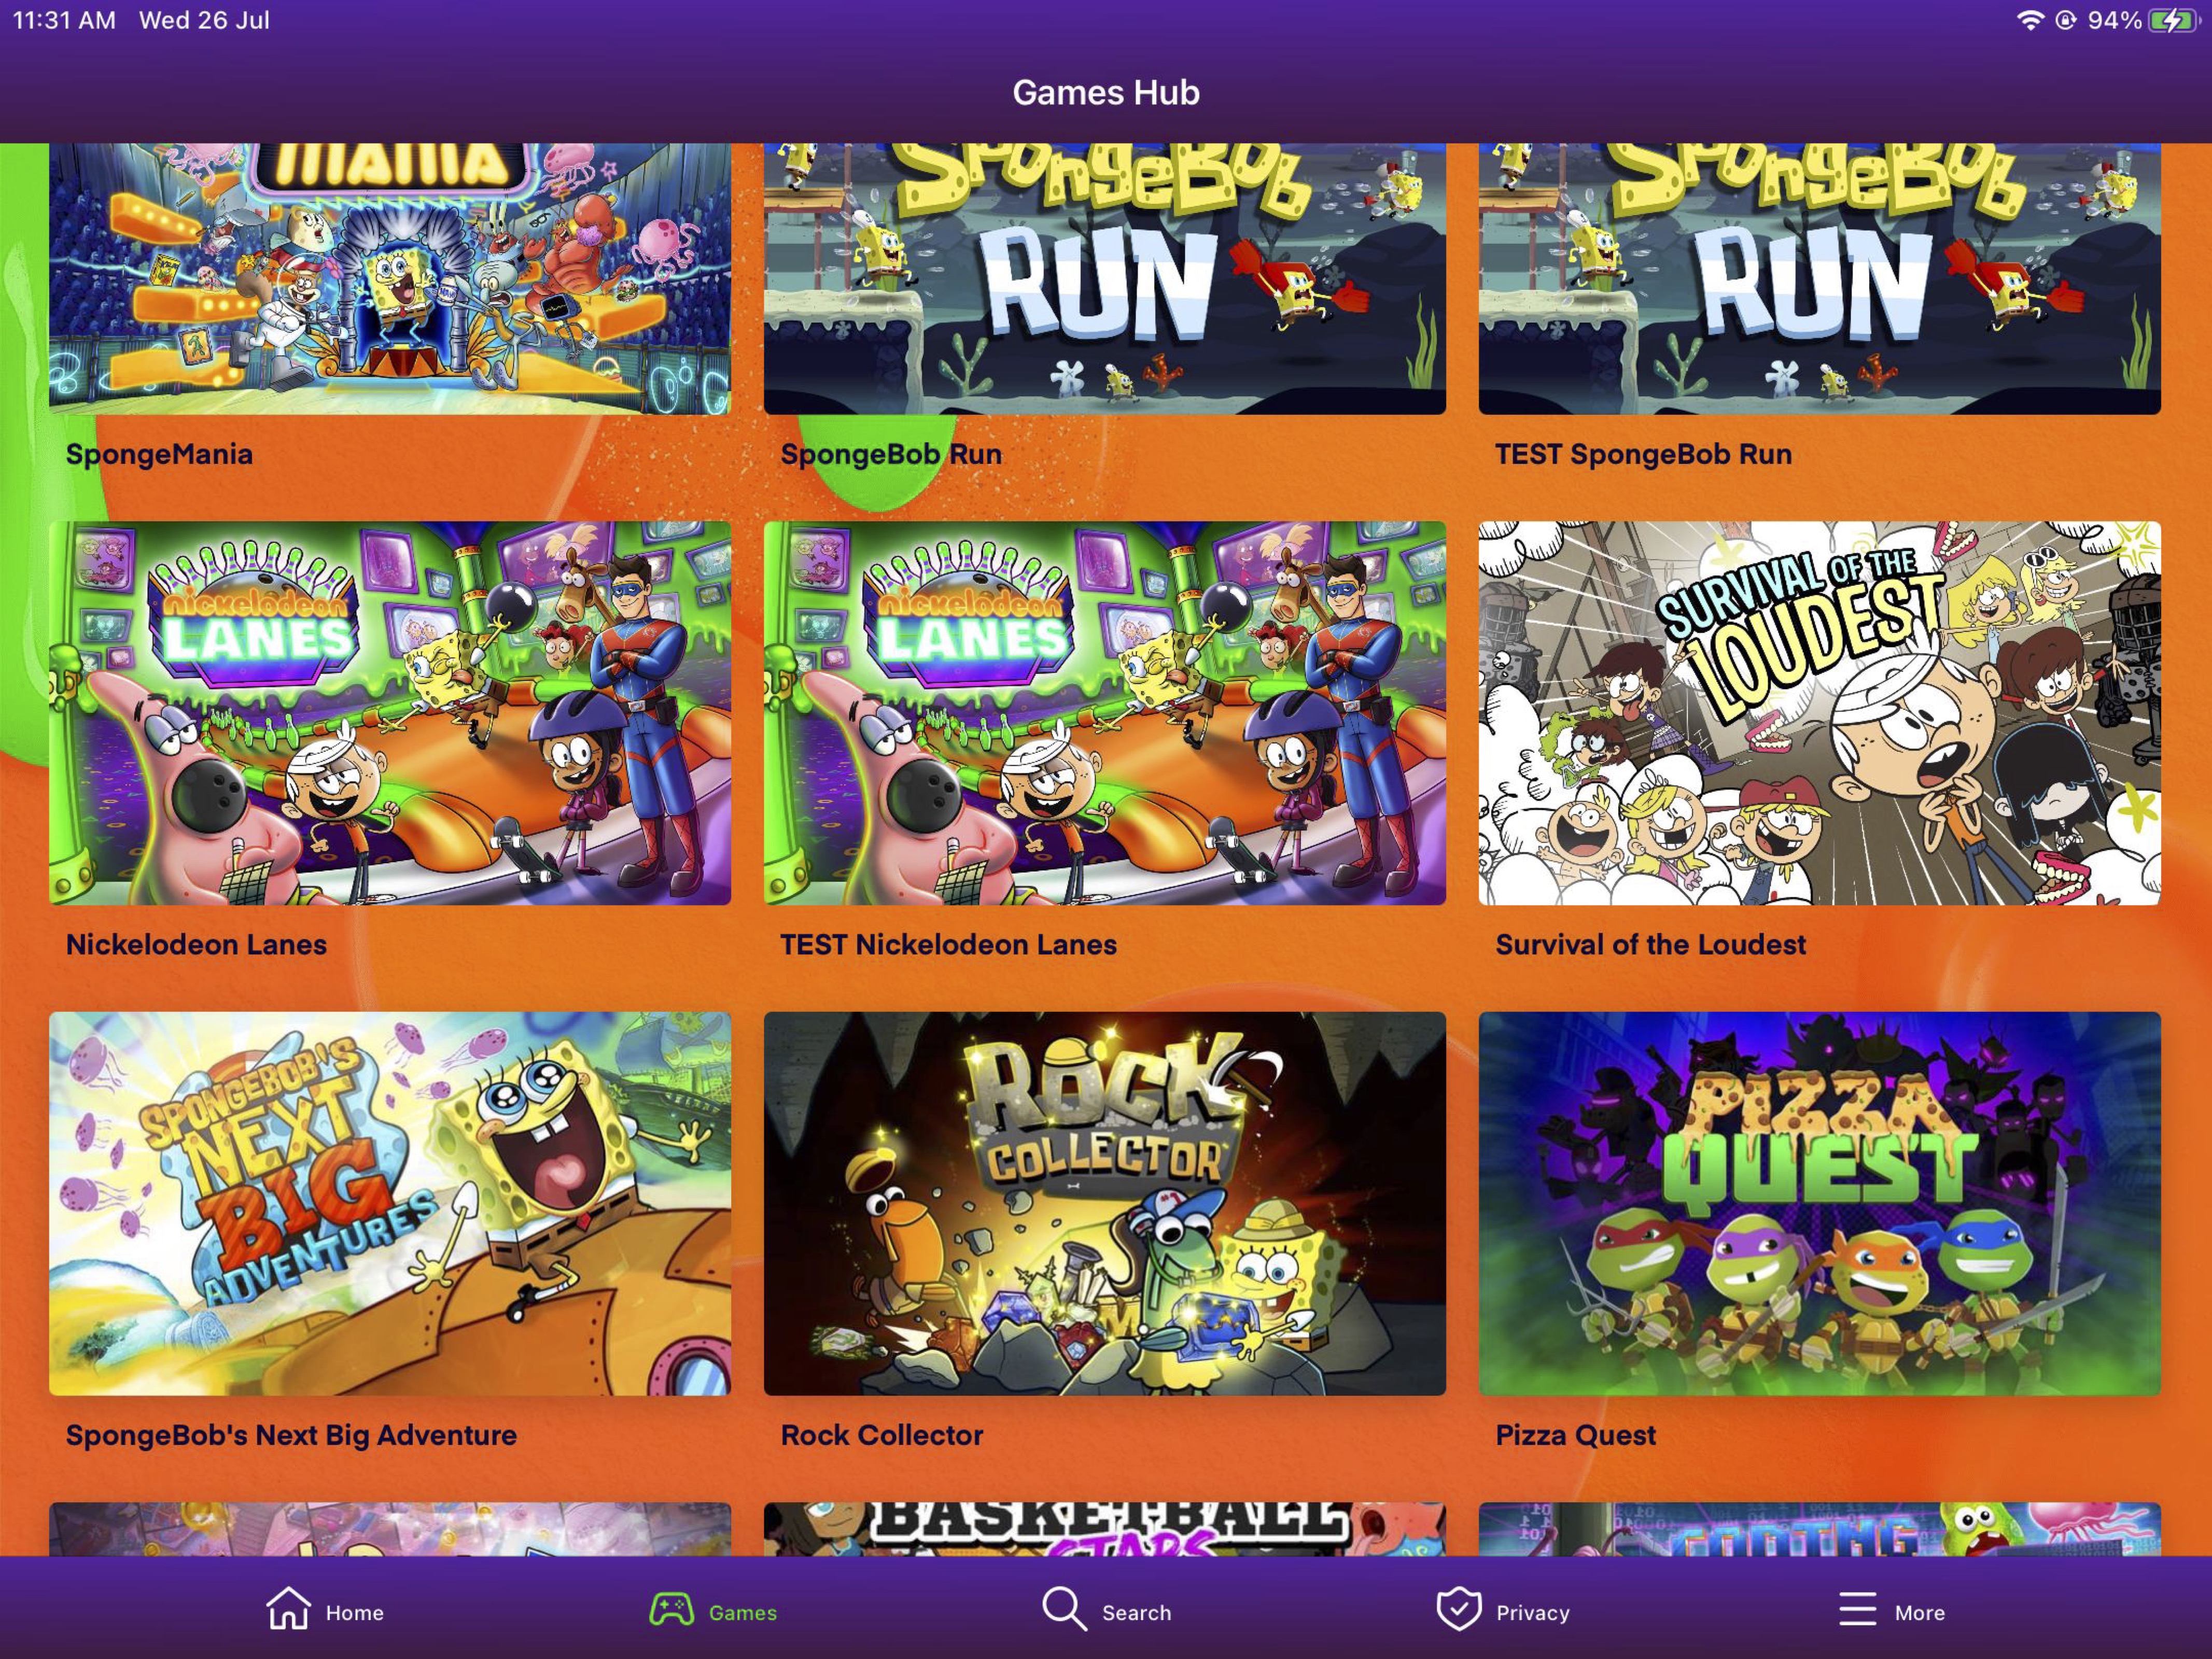 11:31 AM Wed 26 Jul
94%
Games Hub
MANIA
SPONGEBOB
RUN
SPONGEBOB
RUN
SpongeMania
SpongeBob Run
TEST SpongeBob Run
nickelodeon
LANES
nickelodeon
LANES
SURVIVAL OF THE
LOUDEST
Nickelodeon Lanes
TEST Nickelodeon Lanes
Survival of the Loudest
SPONGEBOB'S
NEXT
BIG
ADVENTURES
ROCK
COLLECTOR
PIZZA
QUEST
SpongeBob's Next Big Adventure
Rock Collector
Pizza Quest
BASKETBALL
STARS
Home
Games
Search
Privacy
More